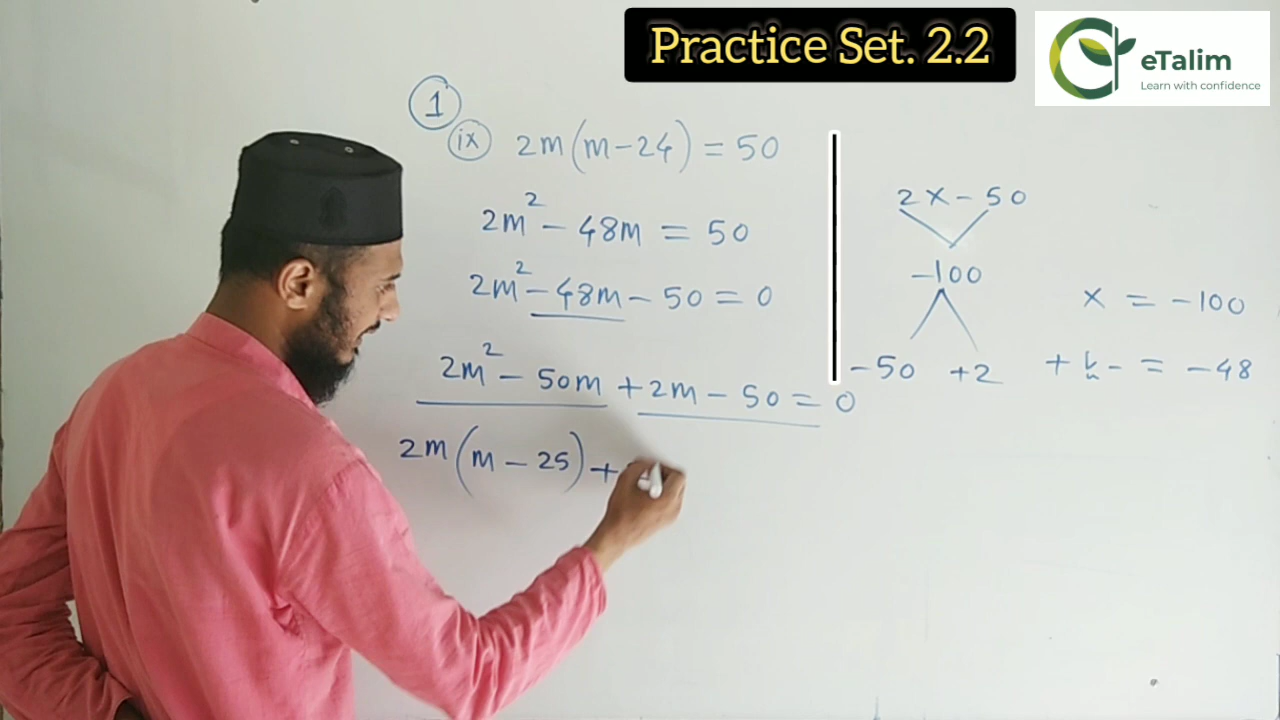 Practice Set. 2.2
eTalim
Learn with confidence
1
ix 2m(m-24) = 50
2m² - 48m = 50
2m² - 48m - 50 = 0
2m² - 50m + 2m - 50 = 0
2m(m - 25) +
2 x - 50
-100
-50 +2
x = -100
+ = -48